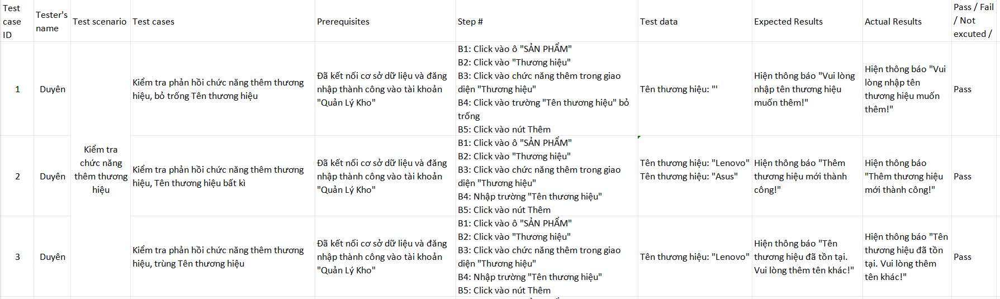 Test
case
ID
Tester's
name
Test scenario
Test cases
Prerequisites
Step #
Test data
Expected Results
Actual Results
Pass / Fail
/ Not
excuted /
1
Duyên
Kiểm tra
chức năng
thêm thương
hiệu
Kiểm tra phản hồi chức năng thêm thương
hiệu, bỏ trống Tên thương hiệu
Đã kết nối cơ sở dữ liệu và đăng
nhập thành công vào tài khoản
"Quản Lý Kho"
B1: Click vào ô "SẢN PHẨM"
B2: Click vào "Thương hiệu"
B3: Click vào chức năng thêm trong giao
diện "Thương hiệu"
B4: Click vào trường "Tên thương hiệu" bỏ
trống
B5: Click vào nút Thêm
Tên thương hiệu: "'
Hiện thông báo "Vui lòng
nhập tên thương hiệu
muốn thêm!"
Hiện thông báo "Vui
lòng nhập tên
thương hiệu muốn
thêm!"
Pass
2
Duyên
Kiểm tra phản hồi chức năng thêm thương
hiệu, Tên thương hiệu bất kì
Đã kết nối cơ sở dữ liệu và đăng
nhập thành công vào tài khoản
"Quản Lý Kho"
B1: Click vào ô "SẢN PHẨM"
B2: Click vào "Thương hiệu"
B3: Click vào chức năng thêm trong giao
diện "Thương hiệu"
B4: Nhập trường "Tên thương hiệu"
B5: Click vào nút Thêm
Tên thương hiệu: "Lenovo"
Tên thương hiệu: "Asus"
Hiện thông báo "Thêm
thương hiệu mới thành
công!"
Hiện thông báo
"Thêm thương hiệu
mới thành công!"
Pass
3
Duyên
Kiểm tra phản hồi chức năng thêm thương
hiệu, trùng Tên thương hiệu
Đã kết nối cơ sở dữ liệu và đăng
nhập thành công vào tài khoản
"Quản Lý Kho"
B1: Click vào ô "SẢN PHẨM"
B2: Click vào "Thương hiệu"
B3: Click vào chức năng thêm trong giao
diện "Thương hiệu"
B4: Nhập trường "Tên thương hiệu"
B5: Click vào nút Thêm
Tên thương hiệu: "Lenovo"
Hiện thông báo "Tên
thương hiệu đã tồn tại.
Vui lòng thêm tên khác!"
Hiện thông báo "Tên
thương hiệu đã tồn
tại. Vui lòng thêm
tên khác!"
Pass